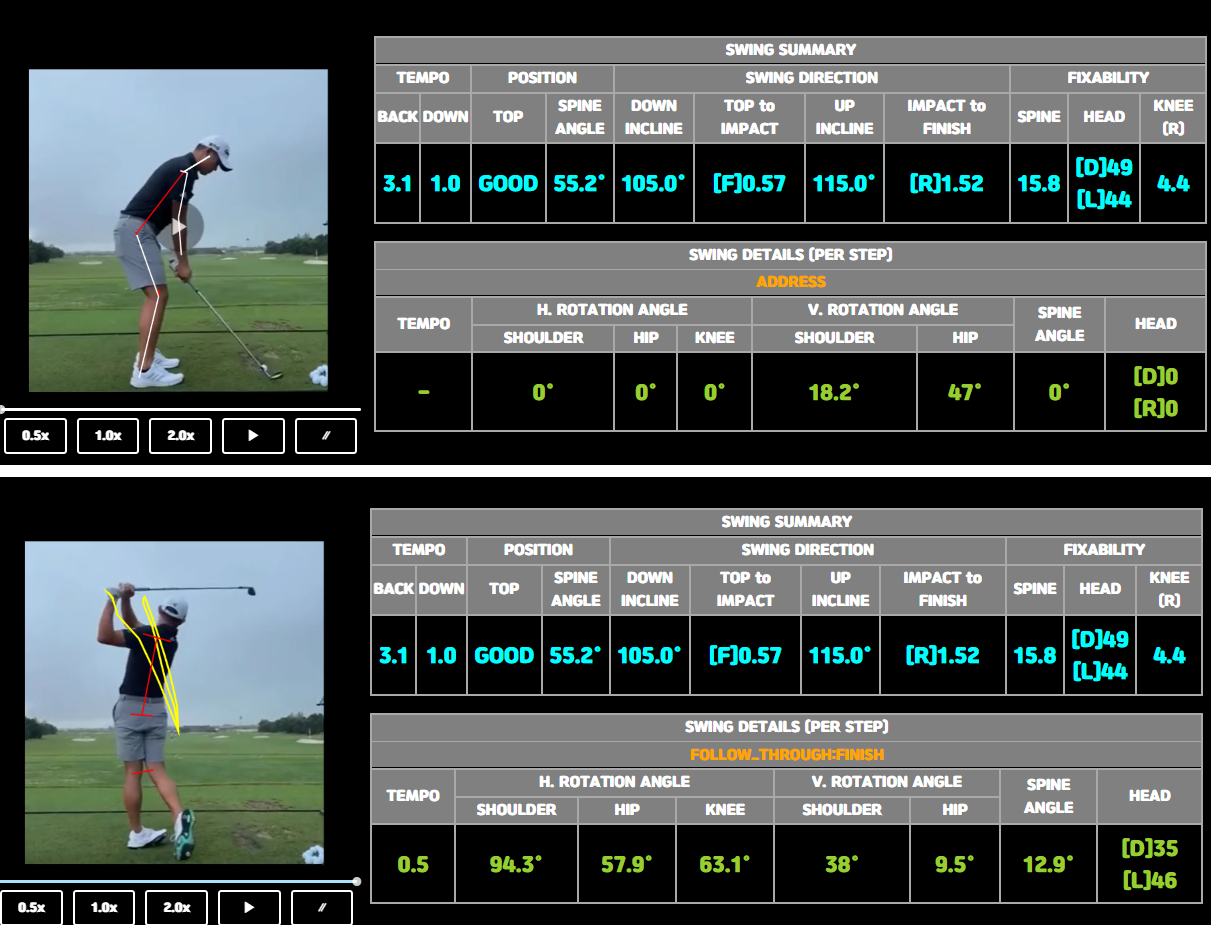 SWING SUMMARY
TEMPO POSITION SWING DIRECTION FIXABILITY
BACK DOWN TOP SPINE ANGLE DOWN INCLINE TOP to IMPACT UP INCLINE IMPACT to FINISH SPINE HEAD KNEE (R)
3.1 1.0 GOOD 55.2° 105.0° [F]0.57 115.0° [R]1.52 15.8 [D]49 [L]44 4.4
SWING DETAILS (PER STEP)
ADDRESS
TEMPO H. ROTATION ANGLE V. ROTATION ANGLE SPINE ANGLE HEAD
SHOULDER HIP KNEE SHOULDER HIP
- 0° 0° 0° 18.2° 47° 0° [D]0 [R]0
0.5x 1.0x 2.0x
SWING SUMMARY
TEMPO POSITION SWING DIRECTION FIXABILITY
BACK DOWN TOP SPINE ANGLE DOWN INCLINE TOP to IMPACT UP INCLINE IMPACT to FINISH SPINE HEAD KNEE (R)
3.1 1.0 GOOD 55.2° 105.0° [F]0.57 115.0° [R]1.52 15.8 [D]49 [L]44 4.4
SWING DETAILS (PER STEP)
FOLLOW_THROUGH:FINISH
TEMPO H. ROTATION ANGLE V. ROTATION ANGLE SPINE ANGLE HEAD
SHOULDER HIP KNEE SHOULDER HIP
0.5 94.3° 57.9° 63.1° 38° 9.5° 12.9° [D]35 [L]46
0.5x 1.0x 2.0x